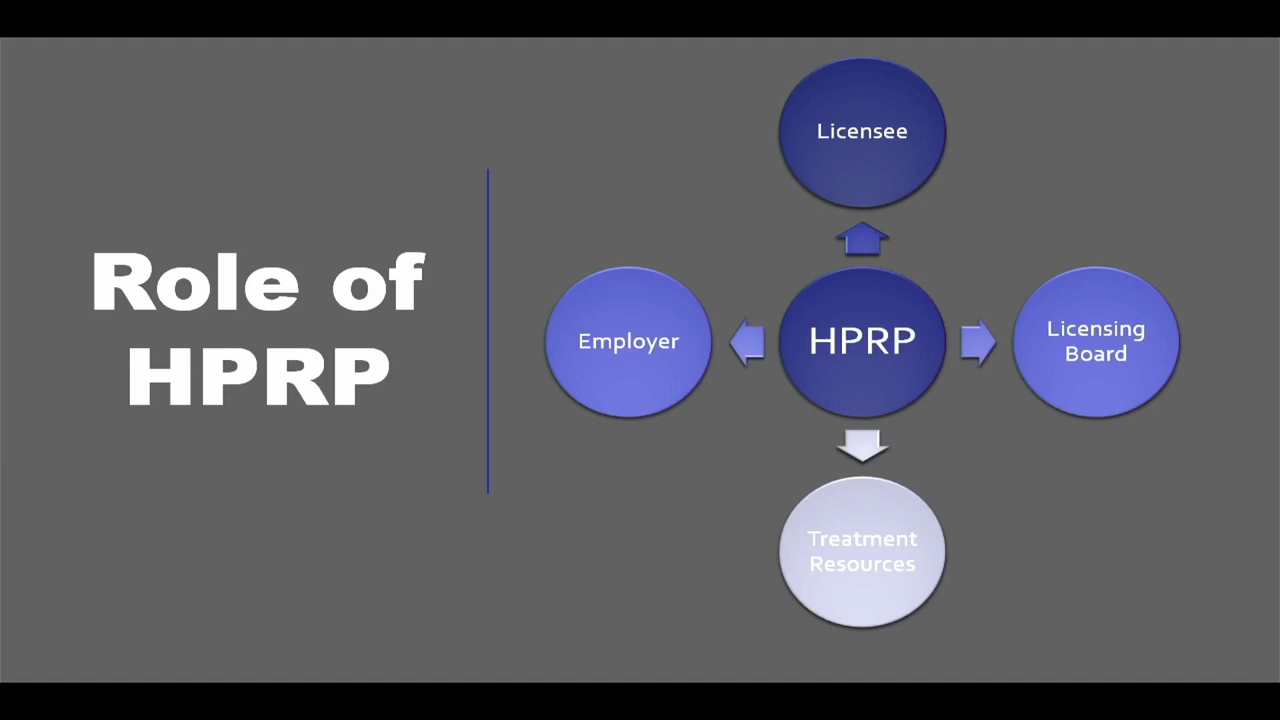 Role of
HPRP
Licensee
Employer
HPRP
Licensing
Board
Treatment
Resources